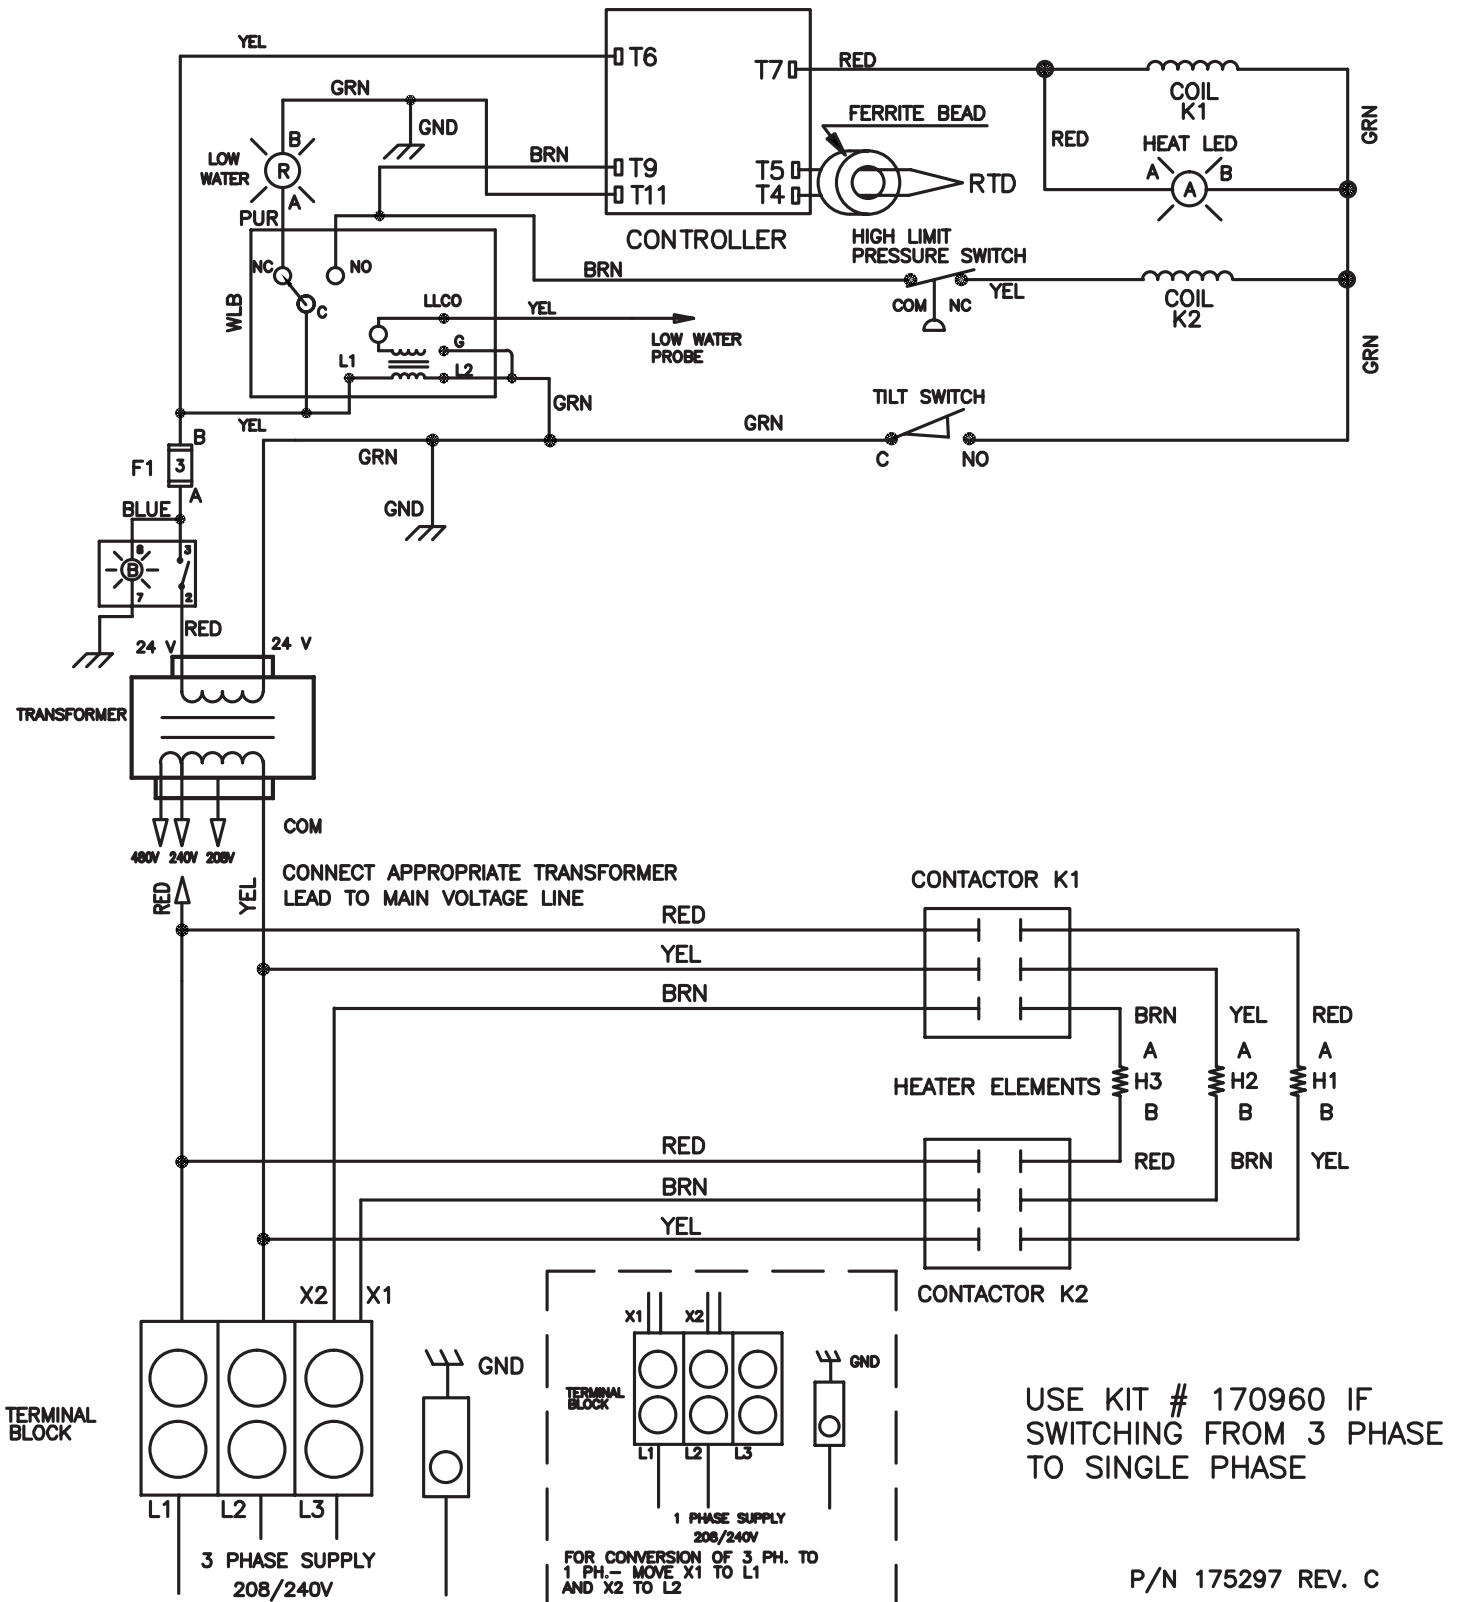 YEL
T6
T7
RED
COIL
K1
GRN
GRN
GND
FERRITE BEAD
B
LOW
WATER
R
A
BRN
T9
T11
T5
T4
RTD
RED
HEAT LED
A
B
A
PUR
CONTROLLER
HIGH LIMIT
PRESSURE SWITCH
NC
NO
BRN
COM
NC
YEL
COIL
K2
WLB
C
LLCO
YEL
LOW WATER
PROBE
G
L1
L2
GRN
GRN
YEL
TILT SWITCH
GRN
C
NO
B
F1
3
A
GRN
GND
BLUE
8
3
B
7
2
RED
24 V
24 V
TRANSFORMER
COM
480V
240V
208V
RED
YEL
CONNECT APPROPRIATE TRANSFORMER
LEAD TO MAIN VOLTAGE LINE
CONTACTOR K1
RED
YEL
BRN
BRN
YEL
RED
A
A
A
HEATER ELEMENTS
H3
H2
H1
B
B
B
RED
BRN
YEL
RED
BRN
YEL
CONTACTOR K2
X2
X1
TERMINAL
BLOCK
L1
L2
L3
GND
3 PHASE SUPPLY
208/240V
X1
X2
TERMINAL
BLOCK
GND
L1
L2
L3
1 PHASE SUPPLY
208/240V
FOR CONVERSION OF 3 PH. TO
1 PH.- MOVE X1 TO L1
AND X2 TO L2
USE KIT # 170960 IF
SWITCHING FROM 3 PHASE
TO SINGLE PHASE
P/N 175297 REV. C